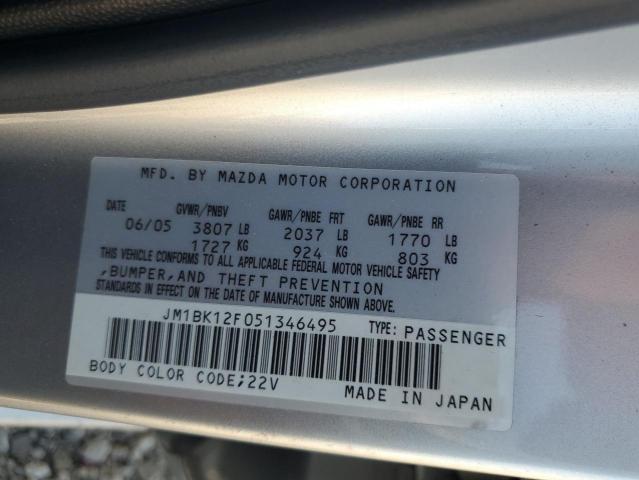 MFD. BY MAZDA MOTOR CORPORATION
DATE GVWR/PNBV GAWR/PNBE FRT GAWR/PNBE RR
06/05 3807 LB 2037 LB 1770 LB
1727 KG 924 KG 803 KG
THIS VEHICLE CONFORMS TO ALL APPLICABLE FEDERAL MOTOR VEHICLE SAFETY
,BUMPER,AND THEFT PREVENTION
STANDARDS IN EFFECT ON THE DATE OF MANUFACTURE SHOWN ABOVE.
JM1BK12F051346495 TYPE: PASSENGER
BODY COLOR CODE;22V MADE IN JAPAN